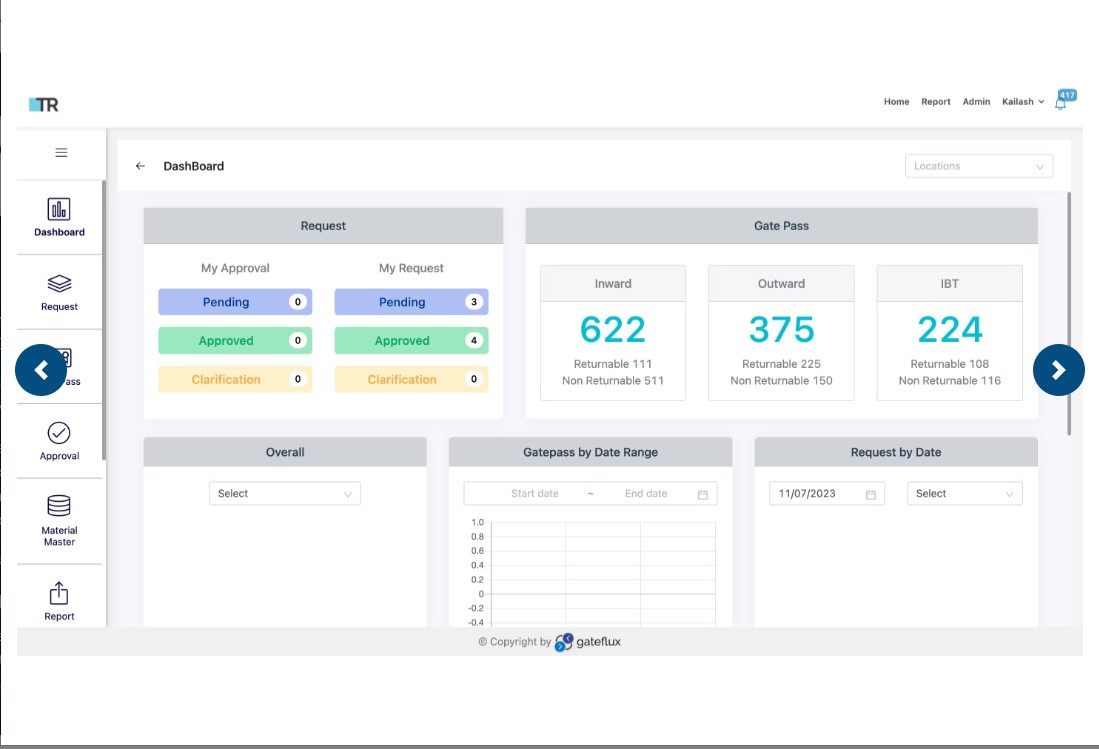 TR
Home Report Admin Kailash 417
DashBoard
Locations
Dashboard
Request
ass
Approval
Material
Master
Report
Request
My Approval My Request
Pending 0 Pending 3
Approved 0 Approved 4
Clarification 0 Clarification 0
Gate Pass
Inward Outward IBT
622 375 224
Returnable 111 Returnable 225 Returnable 108
Non Returnable 511 Non Returnable 150 Non Returnable 116
Overall
Select
Gatepass by Date Range
Start date ~ End date
1.0
0.8
0.6
0.4
0.2
0
-0.2
-0.4
Request by Date
11/07/2023 Select
© Copyright by gateflux